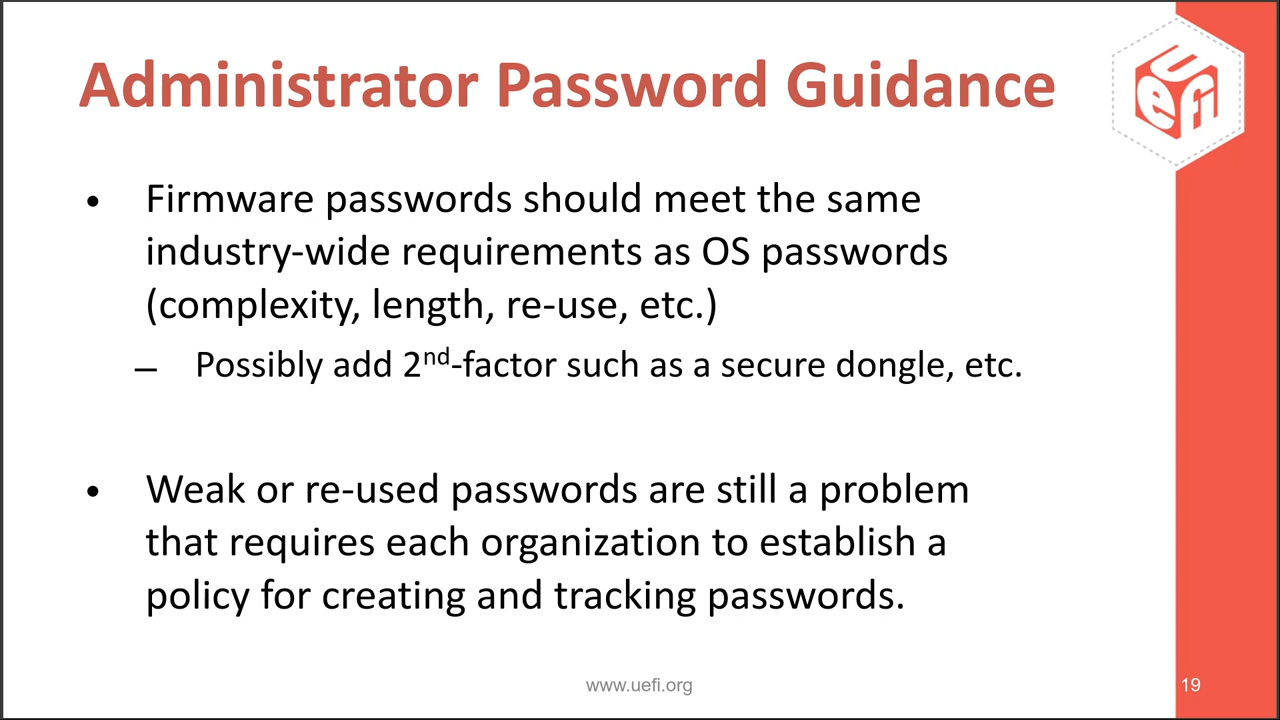 Administrator Password Guidance
UEFI
• Firmware passwords should meet the same
industry-wide requirements as OS passwords
(complexity, length, re-use, etc.)
– Possibly add 2nd-factor such as a secure dongle, etc.
• Weak or re-used passwords are still a problem
that requires each organization to establish a
policy for creating and tracking passwords.
www.uefi.org
19